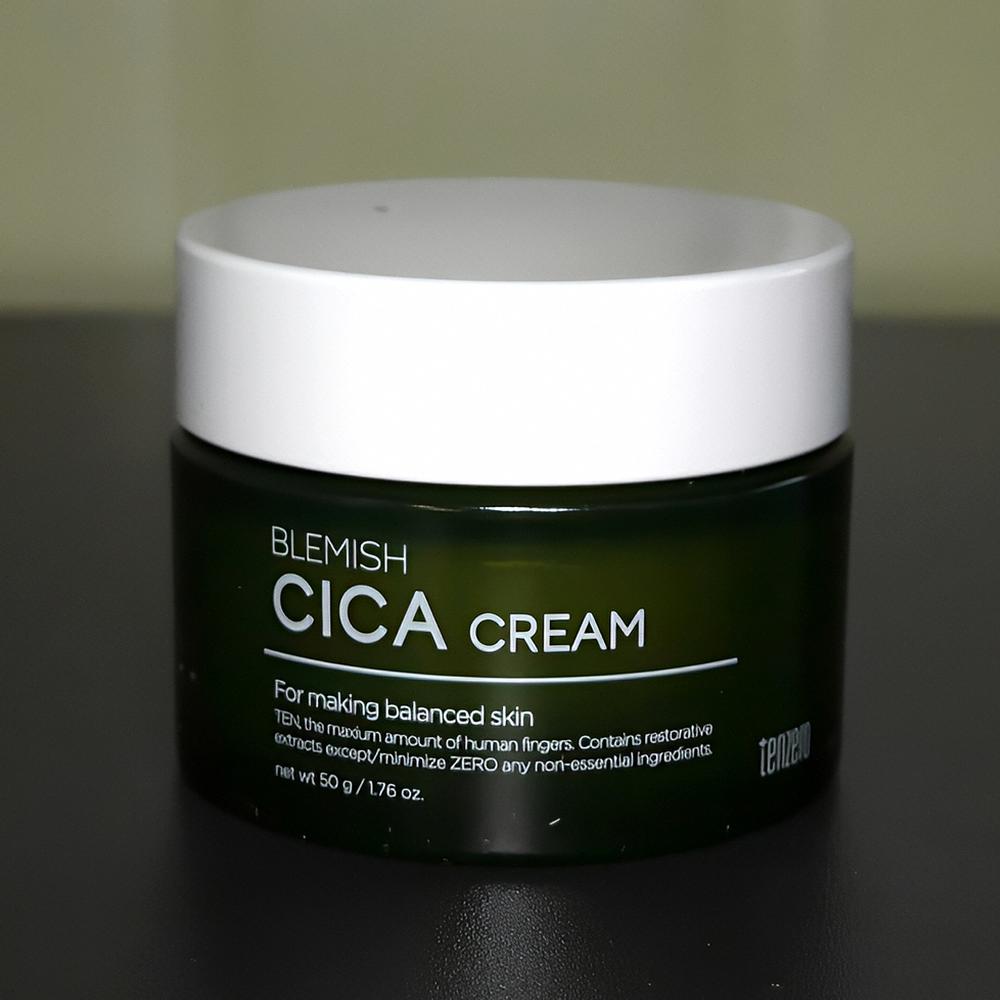 BLEMISH
CICA CREAM
For making balanced skin
TEN, the maxium amount of human fingers. Contains restorative
extracts except/minimize ZERO any non-essential ingredients.
net wt 50 g / 1.76 oz.
tenzero